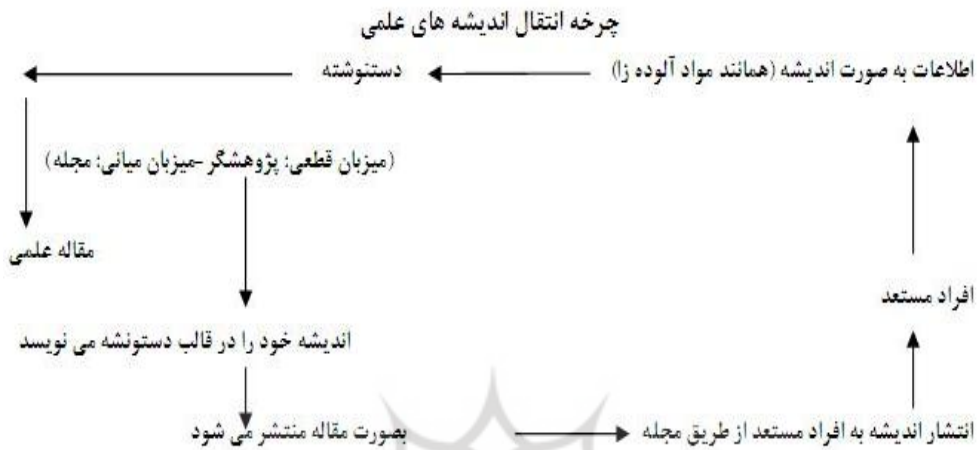 چرخه انتقال اندیشه های علمی
اطلاعات به صورت اندیشه (همانند مواد آلوده زا)
دستنوشته
(میزبان قطعی: پژوهشگر -میزبان میانی: مجله)
مقاله علمی
افراد مستعد
اندیشه خود را در قالب دستونشه می نویسد
انتشار اندیشه به افراد مستعد از طریق مجله
بصورت مقاله منتشر می شود